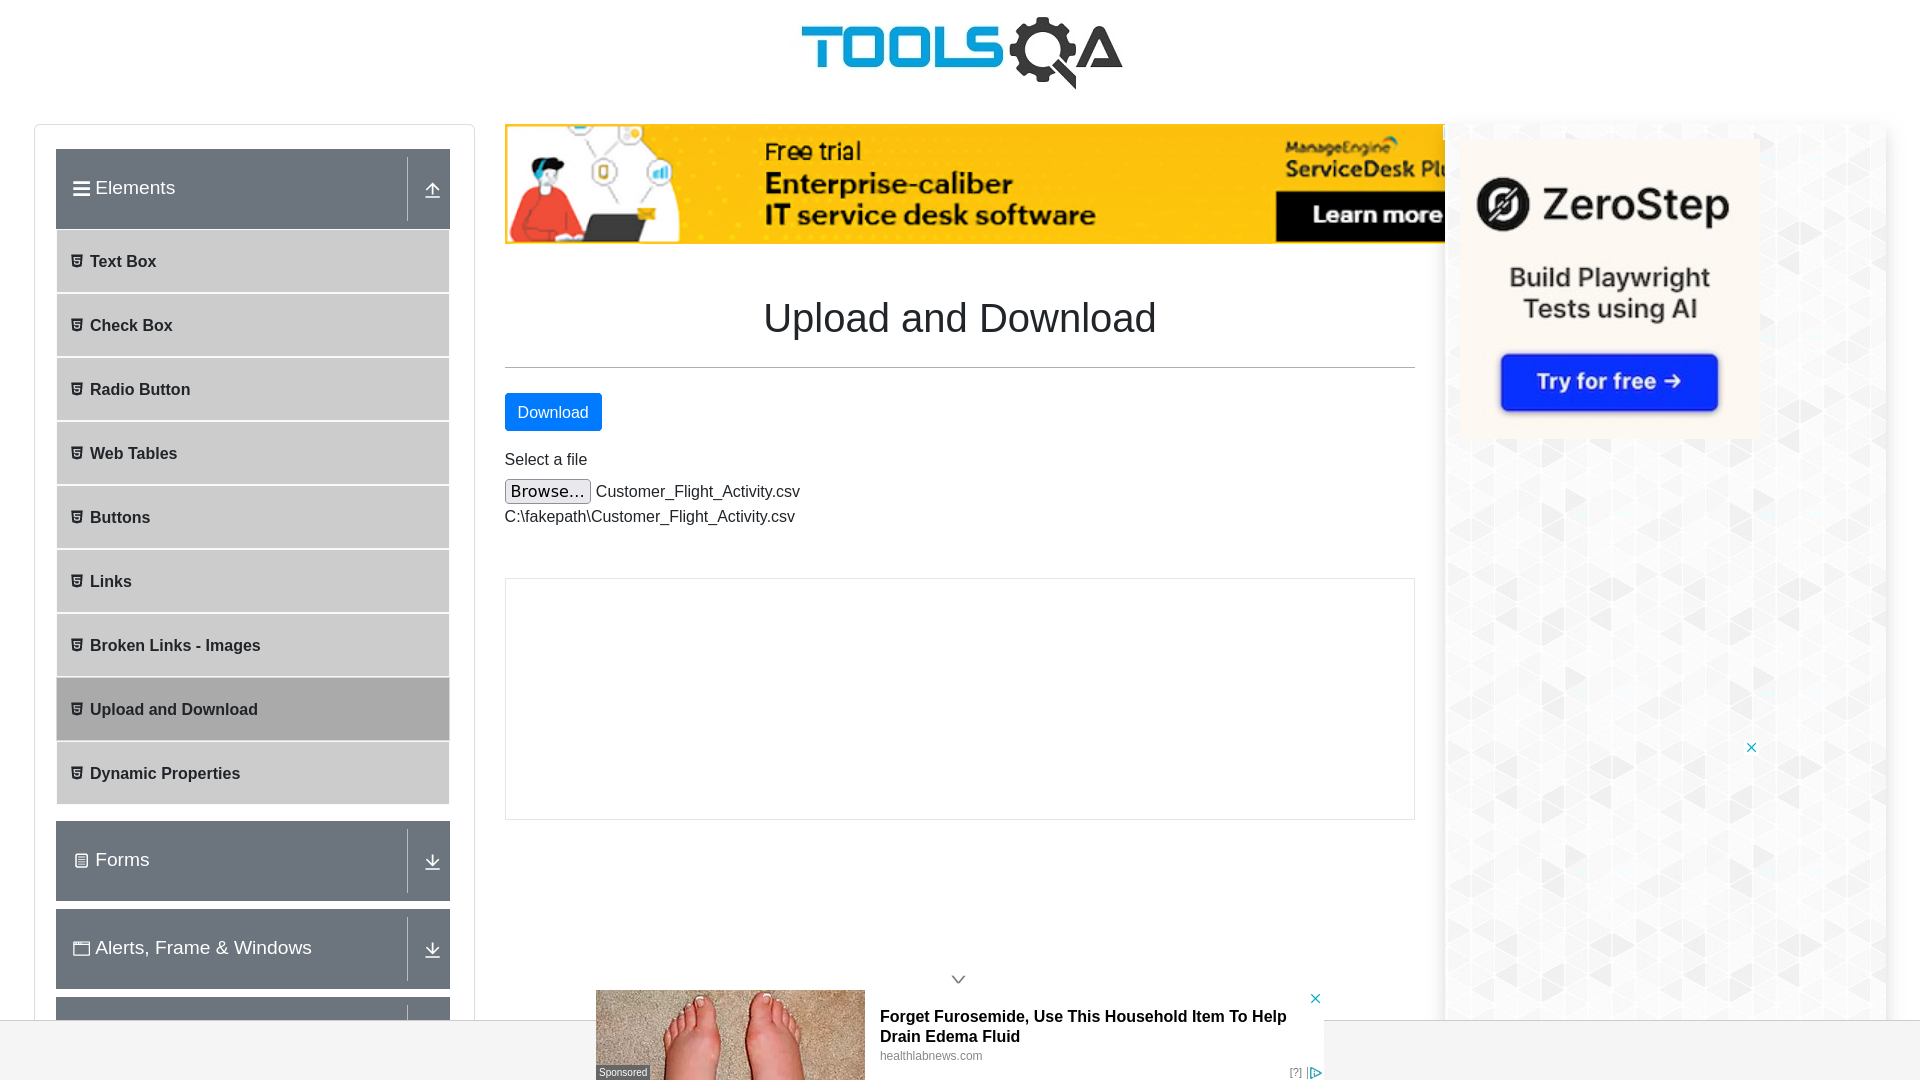 TOOLSQA
Elements
Text Box
Check Box
Radio Button
Web Tables
Buttons
Links
Broken Links - Images
Upload and Download
Dynamic Properties
Forms
Alerts, Frame & Windows
Free trial
Enterprise-caliber
IT service desk software
ManageEngine
ServiceDesk Plu
Learn more
Upload and Download
Download
Select a file
Browse... Customer_Flight_Activity.csv
C:\fakepath\Customer_Flight_Activity.csv
ZeroStep
Build Playwright
Tests using AI
Try for free →
Forget Furosemide, Use This Household Item To Help
Drain Edema Fluid
healthlabnews.com
Sponsored
[?]